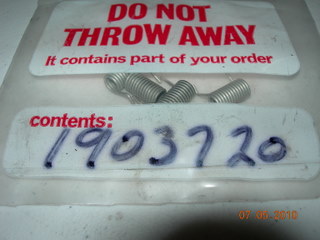 DO NOT
THROW AWAY
It contains part of your order
contents:
1903720
07.02.2010